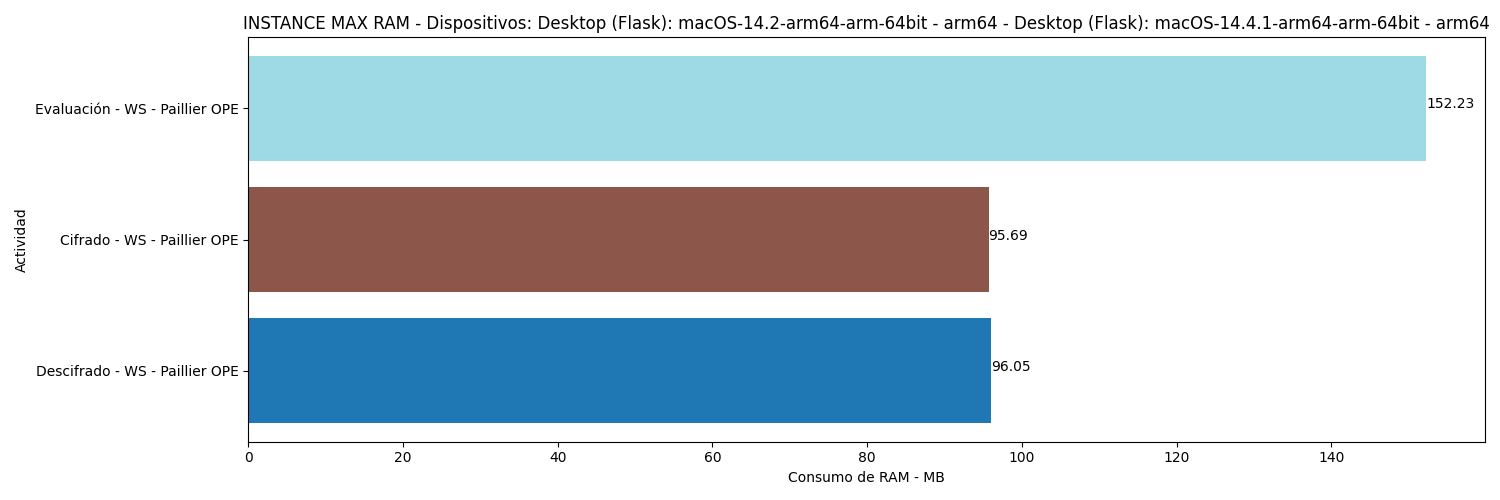 INSTANCE MAX RAM - Dispositivos: Desktop (Flask): macOS-14.2-arm64-arm-64bit - arm64 - Desktop (Flask): macOS-14.4.1-arm64-arm-64bit - arm64
Actividad
Evaluación - WS - Paillier OPE
152.23
Cifrado - WS - Paillier OPE
95.69
Descifrado - WS - Paillier OPE
96.05
0 20 40 60 80 100 120 140
Consumo de RAM - MB